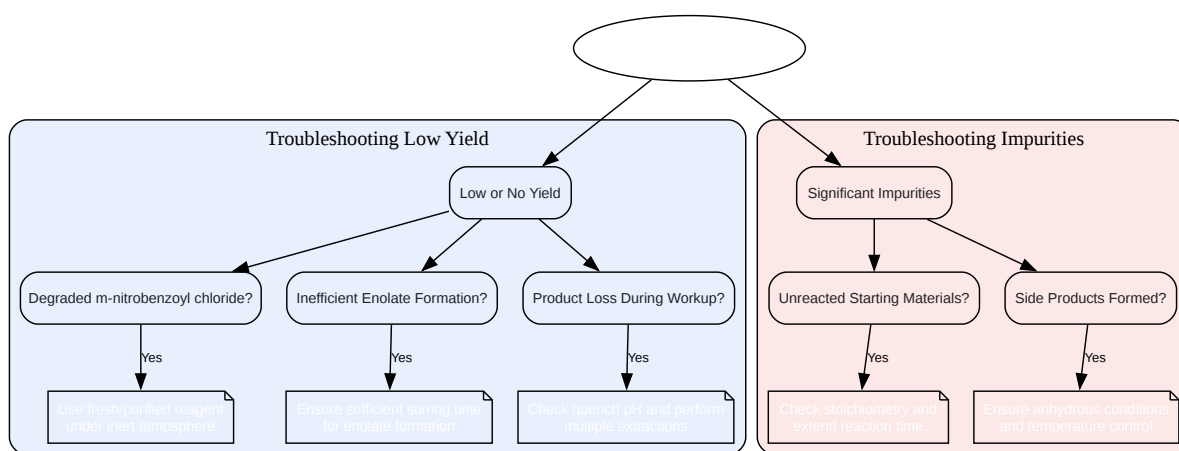 Troubleshooting Low Yield
Troubleshooting Impurities
Low or No Yield
Significant Impurities
Degraded m-nitrobenzoyl chloride?
Inefficient Enolate Formation?
Product Loss During Workup?
Unreacted Starting Materials?
Side Products Formed?
Yes
Yes
Yes
Yes
Yes
Use fresh/purified reagent
under inert atmosphere.
Ensure sufficient stirring time
for enolate formation.
Check quench pH and perform
multiple extractions.
Check stoichiometry and
extend reaction time.
Ensure anhydrous conditions
and temperature control.